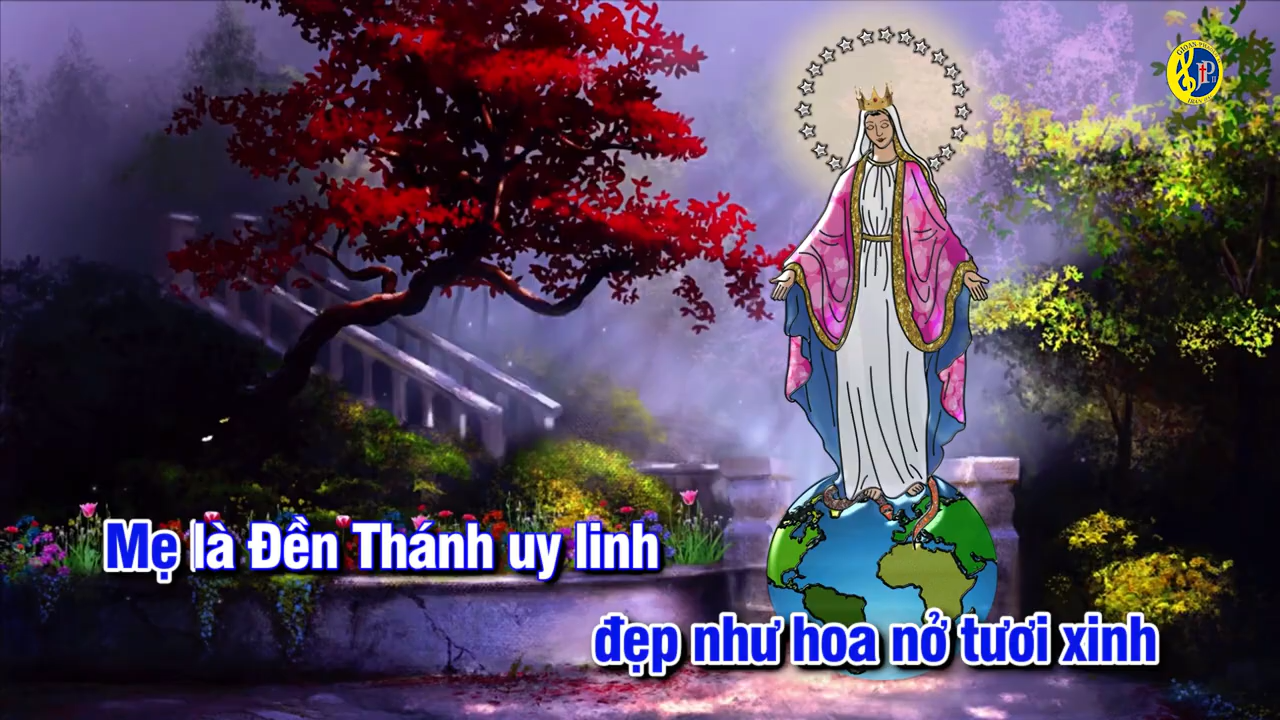 Mẹ là Đền Thánh uy linh
đẹp như hoa nở tươi xinh